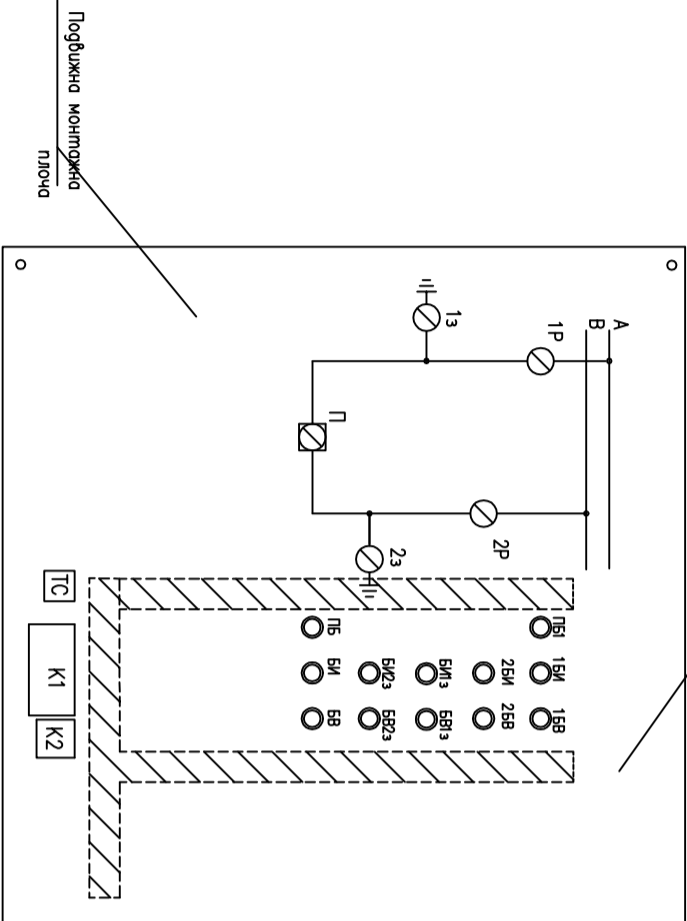 Подвижна монтажна
плоча
А
В
1Р
1з
П
2Р
2з
ПБ1
1БИ
1БВ
2БИ
2БВ
БИ1з
БВ1з
БИ2з
БВ2з
ПБ
БИ
БВ
ТС
К1
К2